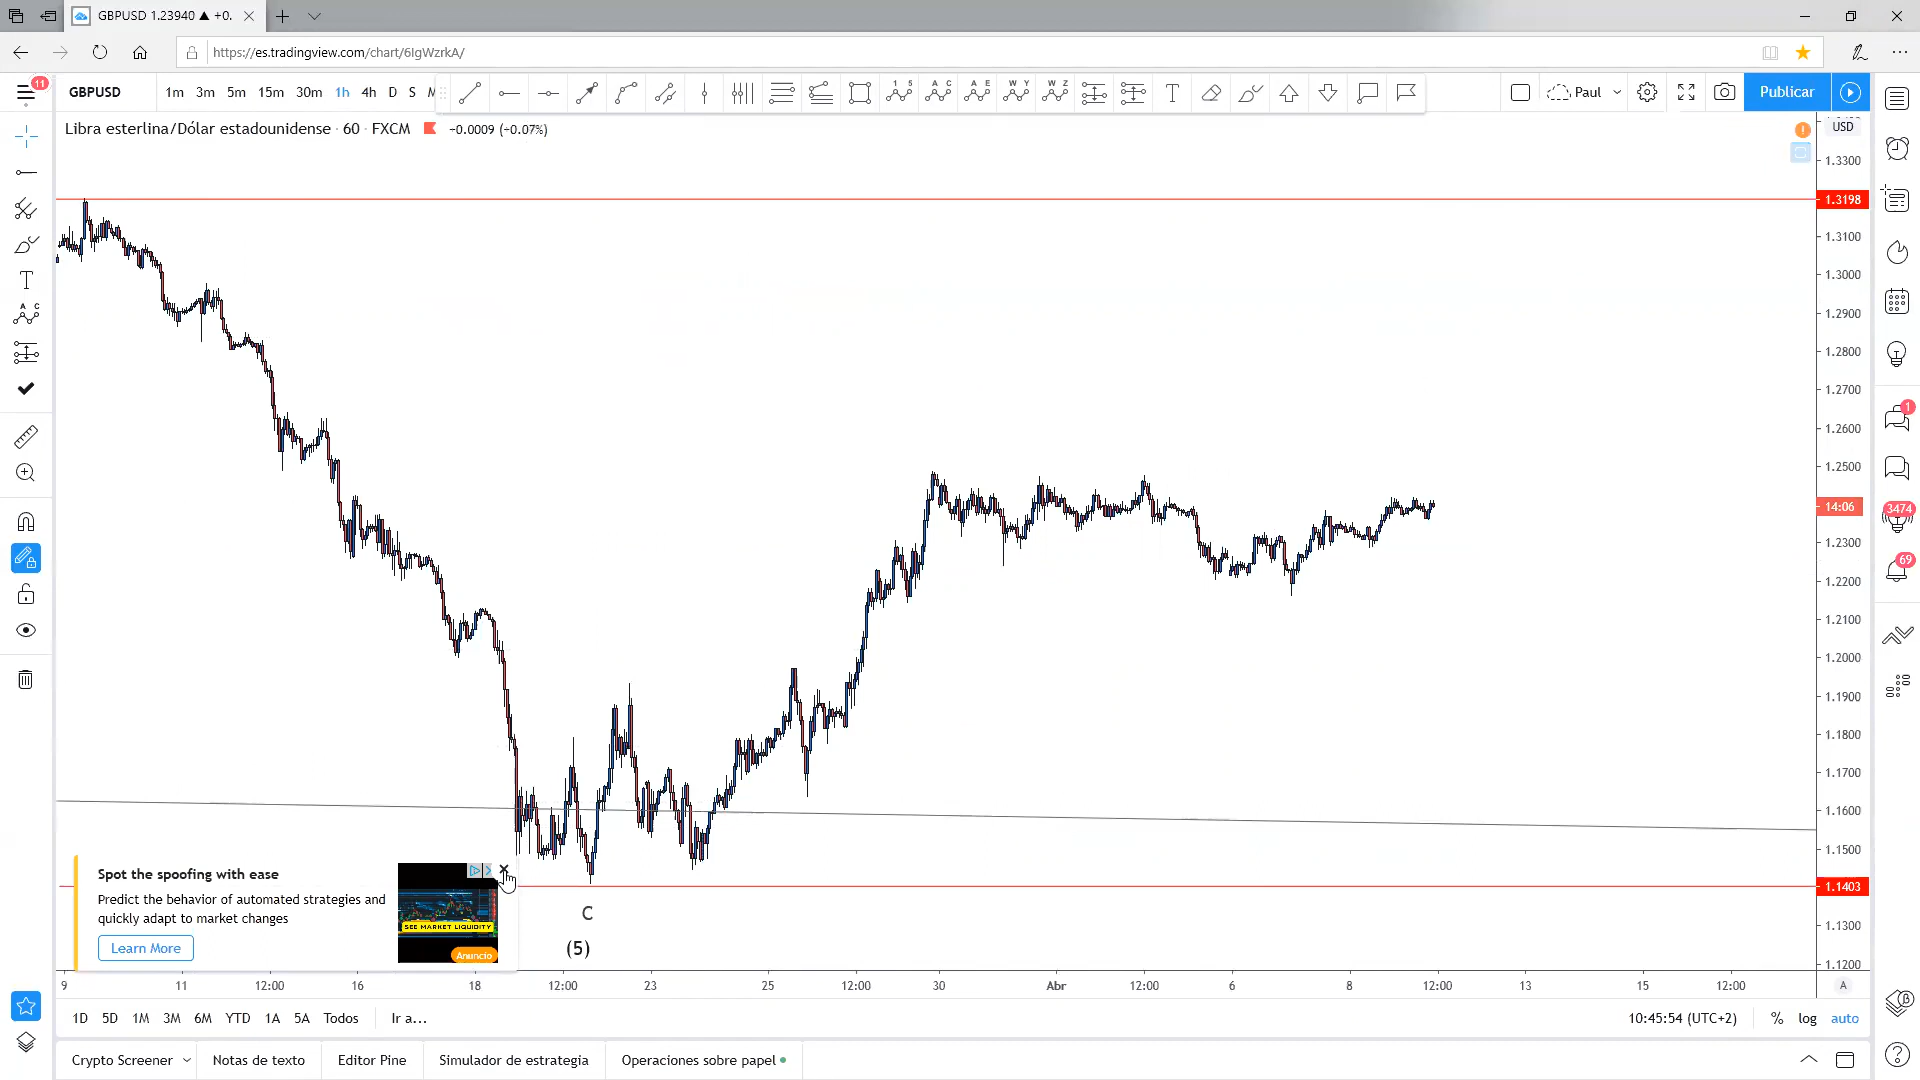 GBPUSD 1.23940 ▲ +0.
https://es.tradingview.com/chart/6IgWzrkA/
11
GBPUSD
1m 3m 5m 15m 30m 1h 4h D S
1 5
A C
A E
W Y
W Z
T
Paul
Publicar
Libra esterlina/Dólar estadounidense · 60 · FXCM
−0.0009 (÷0.07%)
USD
1.3300
1.3198
1.3100
1.3000
1.2900
1.2800
1.2700
1.2600
1.2500
14:06
1.2300
1.2200
1.2100
1.2000
1.1900
1.1800
1.1700
1.1600
1.1500
1.1403
1.1300
1.1200
T
A C
1
3474
69
Spot the spoofing with ease
Predict the behavior of automated strategies and
quickly adapt to market changes
Learn More
SEE MARKET LIQUIDITY
Anuncio
C
(5)
9 11 12:00 16 18 12:00 23 25 12:00 30 Abr 12:00 6 8 12:00 13 15 12:00 A
1D 5D 1M 3M 6M YTD 1A 5A Todos Ir a...
10:45:54 (UTC+2) % log auto
Crypto Screener Notas de texto Editor Pine Simulador de estrategia Operaciones sobre papel